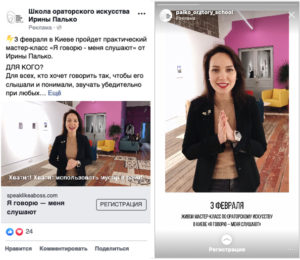 Школа ораторского искусства
Ирины Палько
Реклама
3 февраля в Киеве пройдет практический
мастер-класс «Я говорю - меня слушают» от
Ирины Палько.
ДЛЯ КОГО?
Для всех, кто хочет говорить так, чтобы его
слышали и понимали, звучать убедительно
при любых... Ещё
Хватит! Хватит использовать мусор в речи!
speaklikeaboss.com
Я говорю — меня
слушают
РЕГИСТРАЦИЯ
24
Нравится Комментировать Поделиться
palko_oratory_school
Реклама
3 ФЕВРАЛЯ
ЖИВОЙ МАСТЕР-КЛАСС ПО ОРАТОРСКОМУ ИСКУССТВУ
В КИЕВЕ «Я ГОВОРЮ - МЕНЯ СЛУШАЮТ»
Регистрация